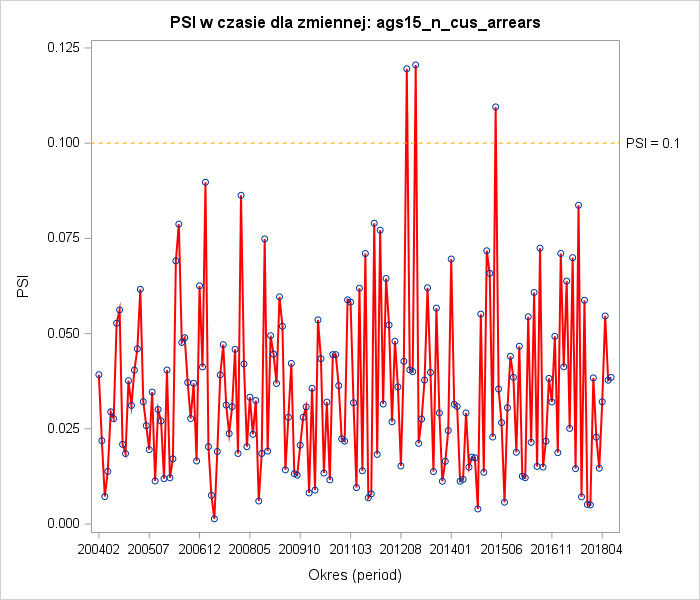 PSI w czasie dla zmiennej: ags15_n_cus_arrears
0.125
0.100
0.075
0.050
0.025
0.000
PSI
PSI = 0.1
200402 200507 200612 200805 200910 201103 201208 201401 201506 201611 201804
Okres (period)